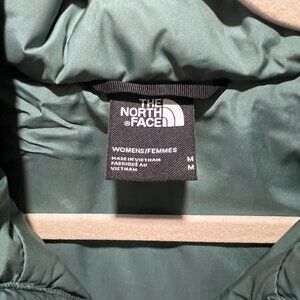 THE
NORTH
FACE
WOMENS/FEMMES
MADE IN VIETNAM M
FABRIQUÉ AU M
VIETNAM